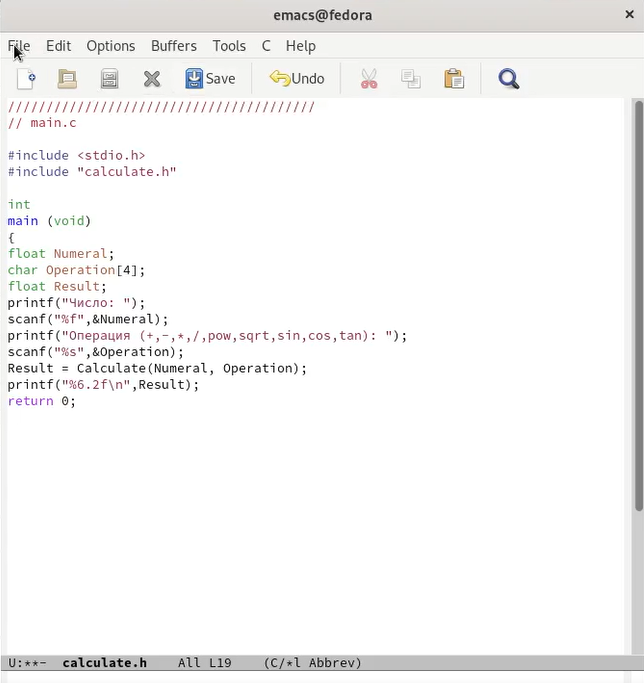 emacs@fedora
File Edit Options Buffers Tools C Help
Save Undo
////////////////////////////////////////
// main.c
#include <stdio.h>
#include "calculate.h"
int
main (void)
{
float Numeral;
char Operation[4];
float Result;
printf("Число: ");
scanf("%f",&Numeral);
printf("Операция (+,-,*,/,pow,sqrt,sin,cos,tan): ");
scanf("%s",&Operation);
Result = Calculate(Numeral, Operation);
printf("%6.2f\n",Result);
return 0;
U:**- calculate.h All L19 (C/*l Abbrev)